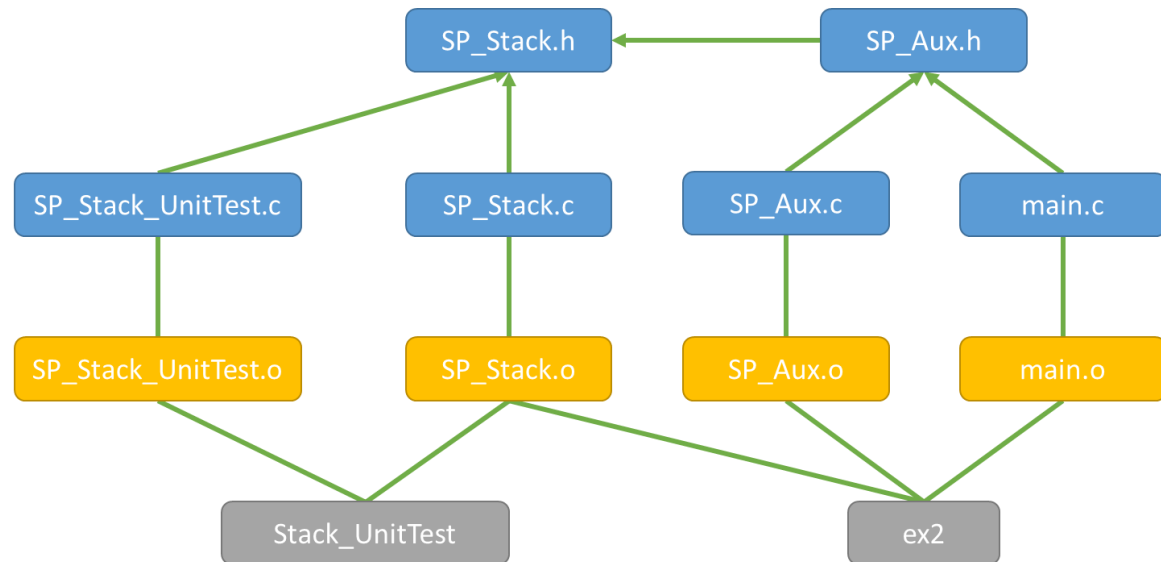 SP_Stack.h
SP_Aux.h
SP_Stack_UnitTest.c
SP_Stack.c
SP_Aux.c
main.c
SP_Stack_UnitTest.o
SP_Stack.o
SP_Aux.o
main.o
Stack_UnitTest
ex2